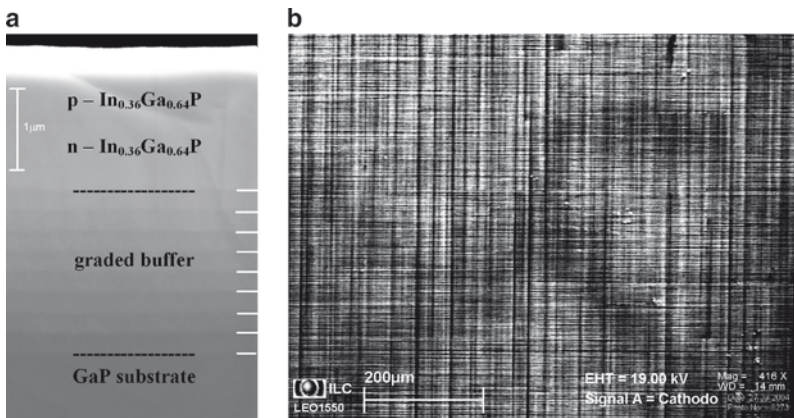 a
p – In0.36Ga0.64P
1μm
n – In0.36Ga0.64P
graded buffer
GaP substrate
b
ILC
LEO1550
200μm
EHT = 19.00 kV
Signal A = Cathodo
Mag = 416 X
WD = 14 mm